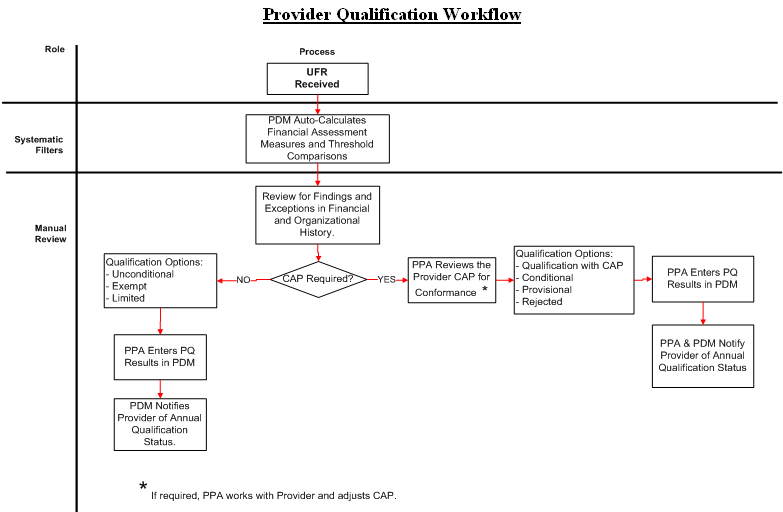 Provider Qualification Workflow
Role
Process
UFR
Received
Systematic
Filters
PDM Auto-Calculates
Financial Assessment
Measures and Threshold
Comparisons
Manual
Review
Review for Findings and
Exceptions in Financial
and Organizational
History.
CAP Required?
NO
YES
Qualification Options:
- Unconditional
- Exempt
- Limited
PPA Enters PQ
Results in PDM
PDM Notifies
Provider of Annual
Qualification
Status.
PPA Reviews the
Provider CAP for
Conformance *
Qualification Options:
- Qualification with CAP
- Conditional
- Provisional
- Rejected
PPA Enters PQ
Results in PDM
PPA & PDM Notify
Provider of Annual
Qualification Status
* If required, PPA works with Provider and adjusts CAP.